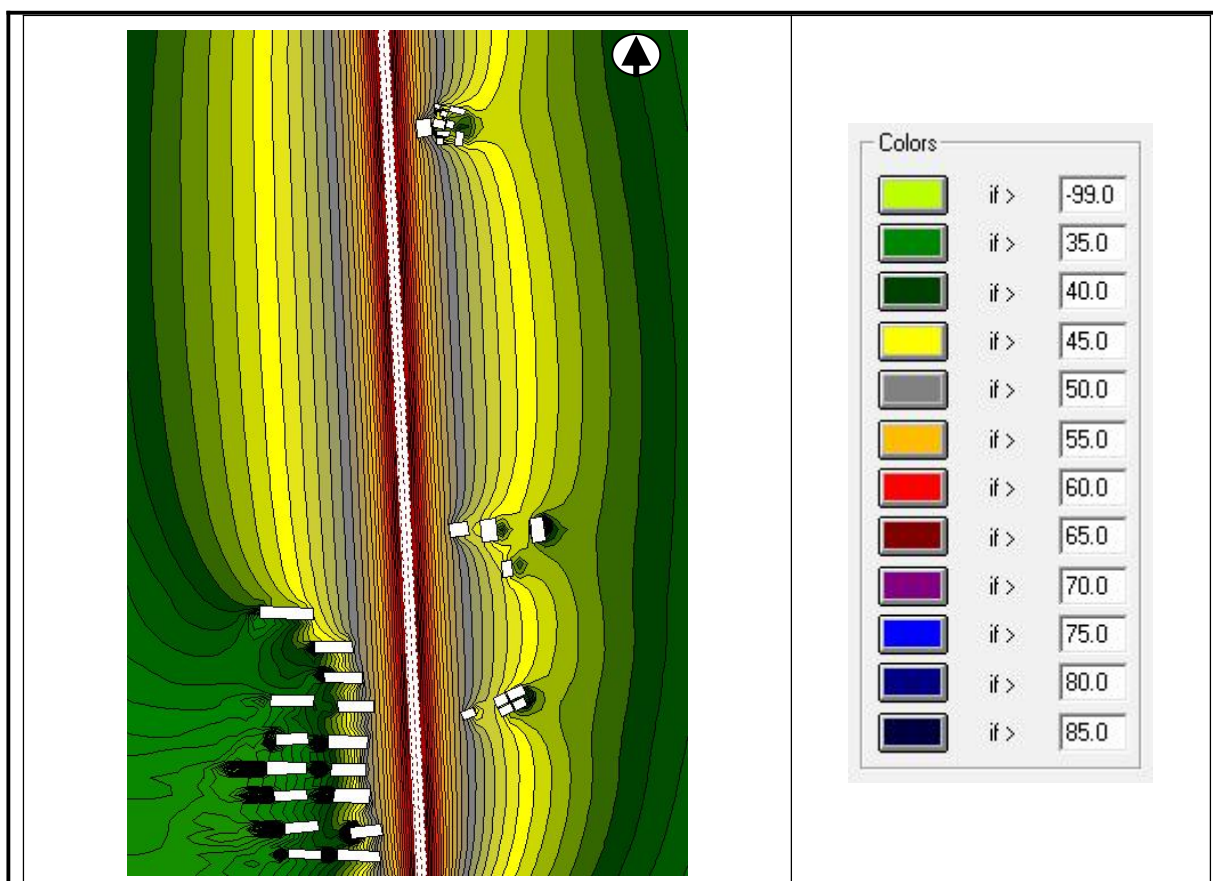 Colors
if > -99.0
if > 35.0
if > 40.0
if > 45.0
if > 50.0
if > 55.0
if > 60.0
if > 65.0
if > 70.0
if > 75.0
if > 80.0
if > 85.0